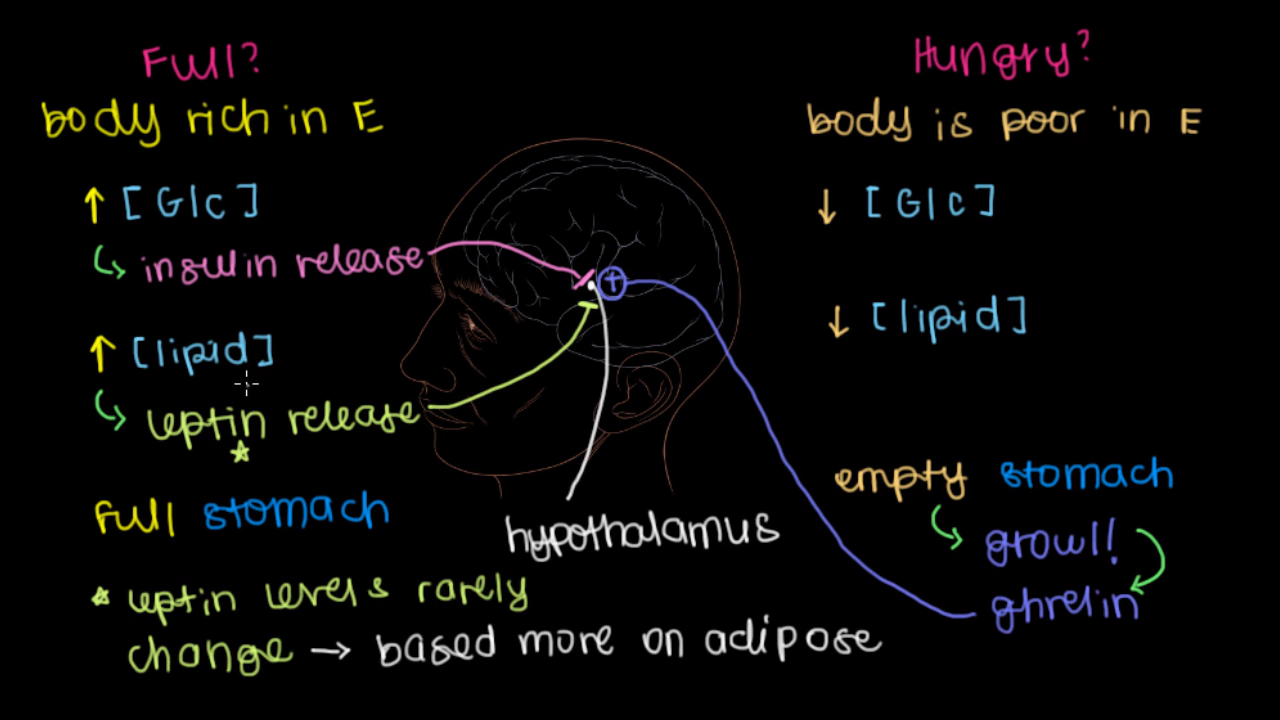 Full?
body rich in E
↑ [Glc]
↳ insulin release
↑ [lipid]
↳ leptin release
*
full stomach
* leptin levels rarely
change → based more on adipose
hypothalamus
Hungry?
body is poor in E
↓ [Glc]
↓ [lipid]
empty stomach
↳ growl!
ghrelin
+